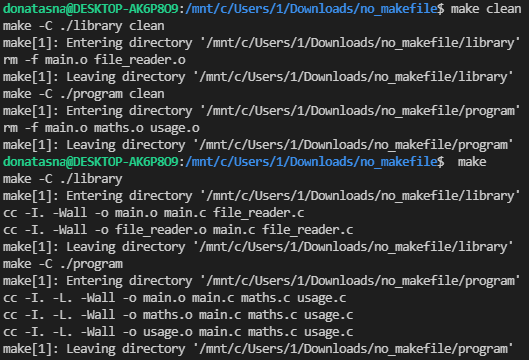 donatasna@DESKTOP-AK6P8O9:/mnt/c/Users/1/Downloads/no_makefile$ make clean
make -C ./library clean
make[1]: Entering directory '/mnt/c/Users/1/Downloads/no_makefile/library'
rm -f main.o file_reader.o
make[1]: Leaving directory '/mnt/c/Users/1/Downloads/no_makefile/library'
make -C ./program clean
make[1]: Entering directory '/mnt/c/Users/1/Downloads/no_makefile/program'
rm -f main.o maths.o usage.o
make[1]: Leaving directory '/mnt/c/Users/1/Downloads/no_makefile/program'
donatasna@DESKTOP-AK6P8O9:/mnt/c/Users/1/Downloads/no_makefile$  make
make -C ./library
make[1]: Entering directory '/mnt/c/Users/1/Downloads/no_makefile/library'
cc -I. -Wall -o main.o main.c file_reader.c
cc -I. -Wall -o file_reader.o main.c file_reader.c
make[1]: Leaving directory '/mnt/c/Users/1/Downloads/no_makefile/library'
make -C ./program
make[1]: Entering directory '/mnt/c/Users/1/Downloads/no_makefile/program'
cc -I. -L. -Wall -o main.o main.c maths.c usage.c
cc -I. -L. -Wall -o maths.o main.c maths.c usage.c
cc -I. -L. -Wall -o usage.o main.c maths.c usage.c
make[1]: Leaving directory '/mnt/c/Users/1/Downloads/no_makefile/program'